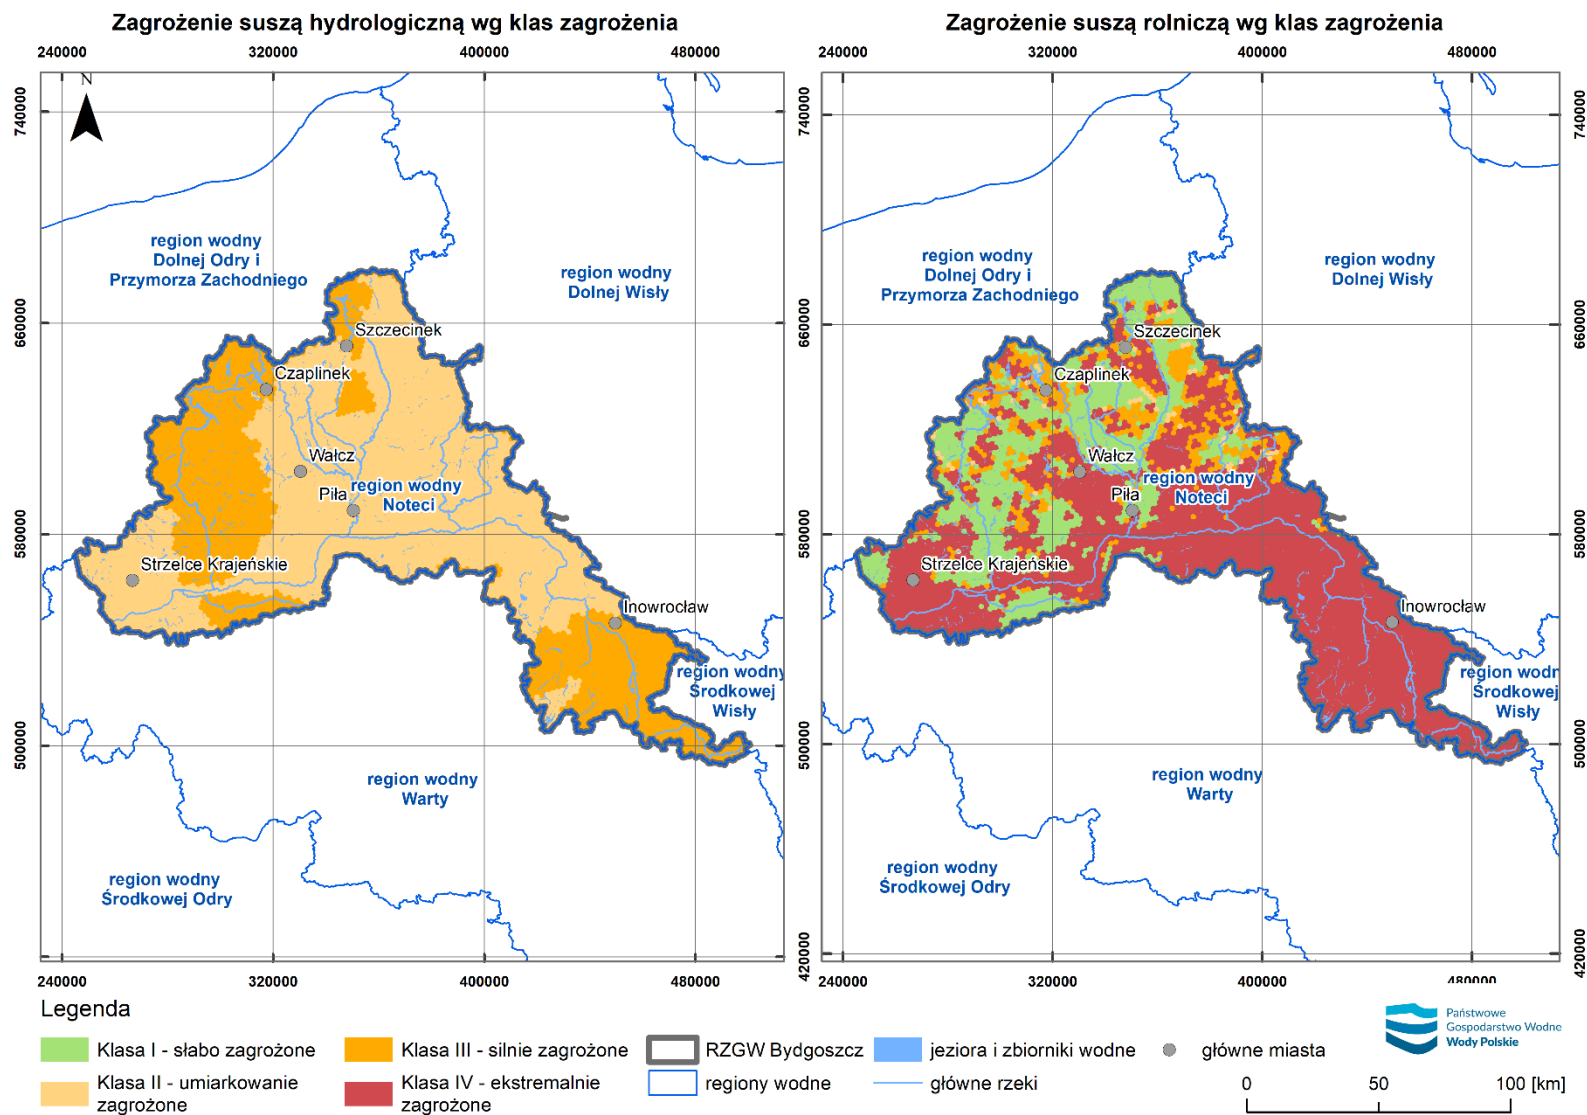 Zagrożenie suszą hydrologiczną wg klas zagrożenia
240000 320000 400000 480000
N
740000
660000
580000
500000
region wodny
Dolnej Odry i
Przymorza Zachodniego
region wodny
Dolnej Wisły
Szczecinek
Czaplinek
Wałcz
Piła
region wodny
Noteci
Strzelce Krajeńskie
Inowrocław
region wodny
Środkowej
Wisły
region wodny
Warty
region wodny
Środkowej Odry
240000 320000 400000 480000
Zagrożenie suszą rolniczą wg klas zagrożenia
240000 320000 400000 480000
740000
660000
580000
500000
420000
region wodny
Dolnej Odry i
Przymorza Zachodniego
region wodny
Dolnej Wisły
Szczecinek
Czaplinek
Wałcz
Piła
region wodny
Noteci
Strzelce Krajeńskie
Inowrocław
region wodn
Środkowej
Wisły
region wodny
Warty
region wodny
Środkowej Odry
740000
660000
580000
500000
420000
240000 320000 400000 480000
Legenda
Klasa I - słabo zagrożone
Klasa II - umiarkowanie
zagrożone
Klasa III - silnie zagrożone
Klasa IV - ekstremalnie
zagrożone
RZGW Bydgoszcz
regiony wodne
jeziora i zbiorniki wodne
główne rzeki
główne miasta
Państwowe
Gospodarstwo Wodne
Wody Polskie
0 50 100 [km]